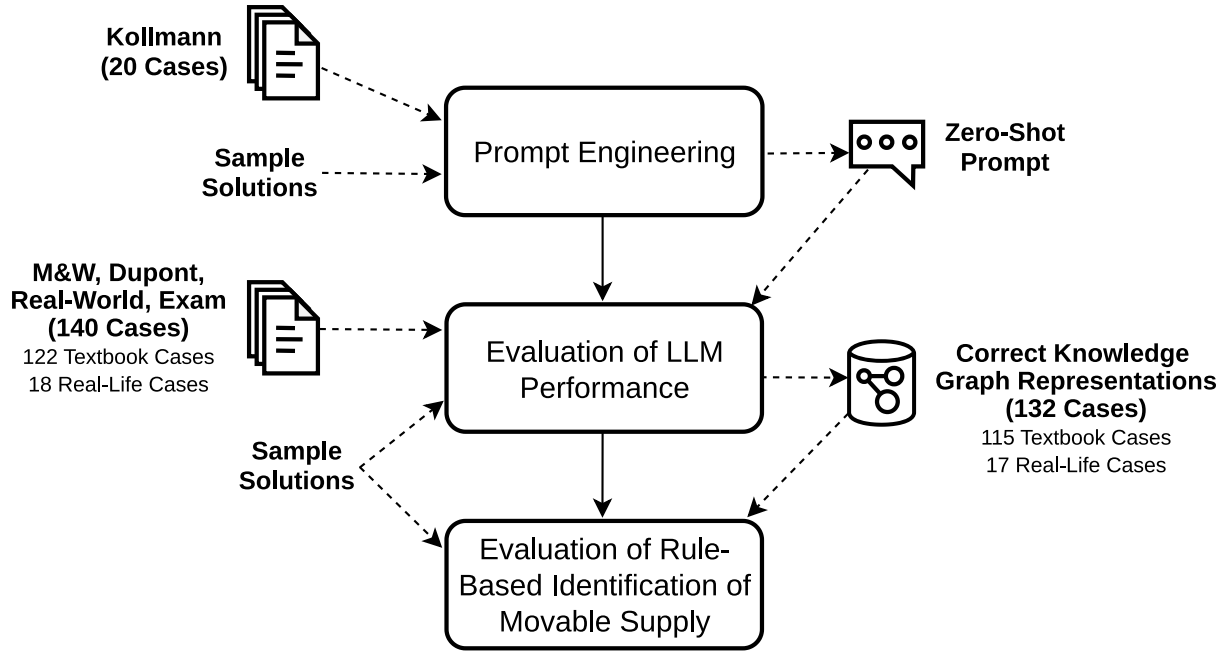 Kollmann
(20 Cases)
Sample
Solutions
Prompt Engineering
Zero-Shot
Prompt
M&W, Dupont,
Real-World, Exam
(140 Cases)
122 Textbook Cases
18 Real-Life Cases
Evaluation of LLM
Performance
Correct Knowledge
Graph Representations
(132 Cases)
115 Textbook Cases
17 Real-Life Cases
Sample
Solutions
Evaluation of Rule-
Based Identification of
Movable Supply